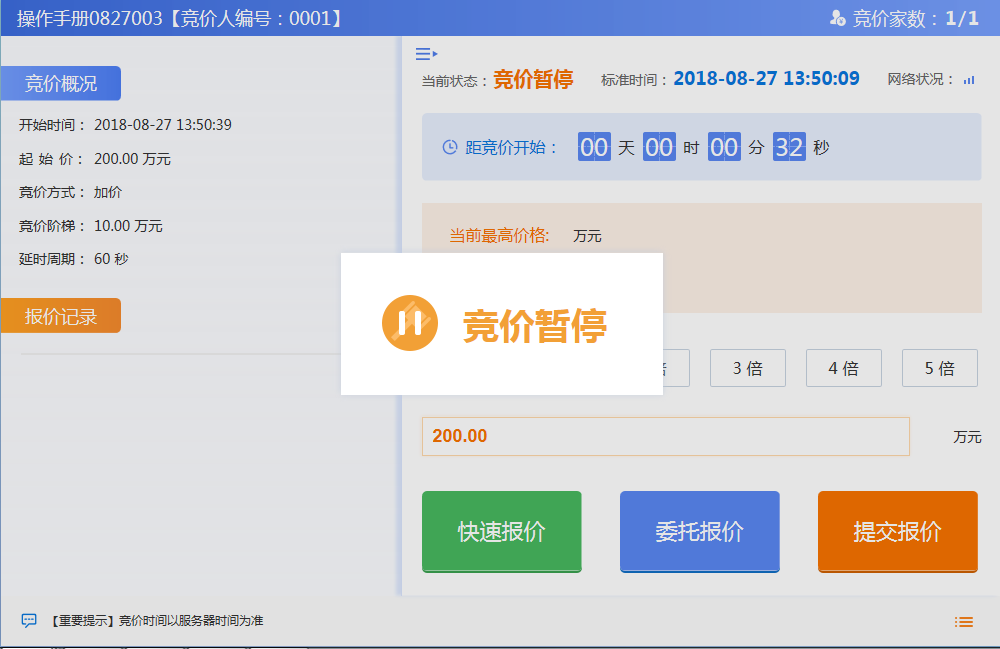 操作手册0827003【竞价人编号：0001】
竞价家数：1/1
竞价概况
开始时间： 2018-08-27 13:50:39
起 始 价： 200.00 万元
竞价方式： 加价
竞价阶梯： 10.00 万元
延时周期： 60 秒
报价记录
当前状态：竞价暂停 标准时间：2018-08-27 13:50:09 网络状况：
距竞价开始： 00 天 00 时 00 分 32 秒
当前最高价格: 万元
竞价暂停
3 倍 4 倍 5 倍
200.00 万元
快速报价 委托报价 提交报价
【重要提示】竞价时间以服务器时间为准